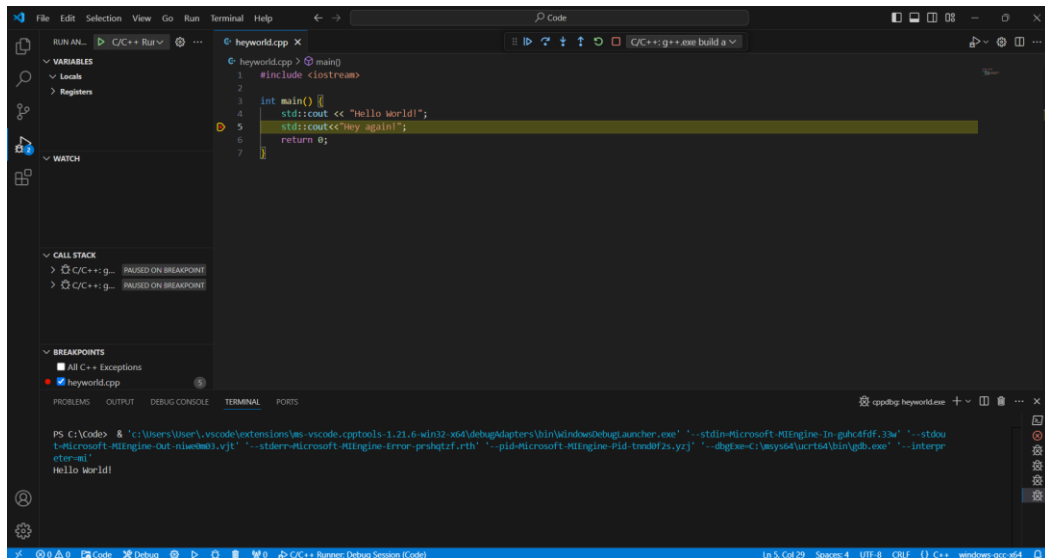 File Edit Selection View Go Run Terminal Help
Code
RUN AN... C/C++ Run
heyworld.cpp
C/C++: g++.exe build a
VARIABLES
Locals
Registers
heyworld.cpp > main()
1 #include <iostream>
2
3 int main() {
4 std::cout << "Hello World!";
5 std::cout<<"Hey again!";
6 return 0;
7 }
2
WATCH
CALL STACK
C/C++: g... PAUSED ON BREAKPOINT
C/C++: g... PAUSED ON BREAKPOINT
BREAKPOINTS
All C++ Exceptions
heyworld.cpp 5
PROBLEMS OUTPUT DEBUG CONSOLE TERMINAL PORTS
cppdbg: heyworld.exe
PS C:\Code> & 'c:\Users\User\.vscode\extensions\ms-vscode.cpptools-1.21.6-win32-x64\debugAdapters\bin\WindowsDebugLauncher.exe' '--stdin=Microsoft-MIEngine-In-guhc4fdf.33w' '--stdou
t=Microsoft-MIEngine-Out-niwe0m03.vjt' '--stderr=Microsoft-MIEngine-Error-prshqtzf.rth' '--pid=Microsoft-MIEngine-Pid-tnnd0f2s.yrj' '--dbgExe=C:\msys64\ucrt64\bin\gdb.exe' '--interpr
eter=mi'
Hello World!
0 0 Code Debug 0 C/C++ Runner: Debug Session (Code)
Ln 5, Col 29 Spaces: 4 UTF-8 CRLF {} C++ windows-gcc-x64